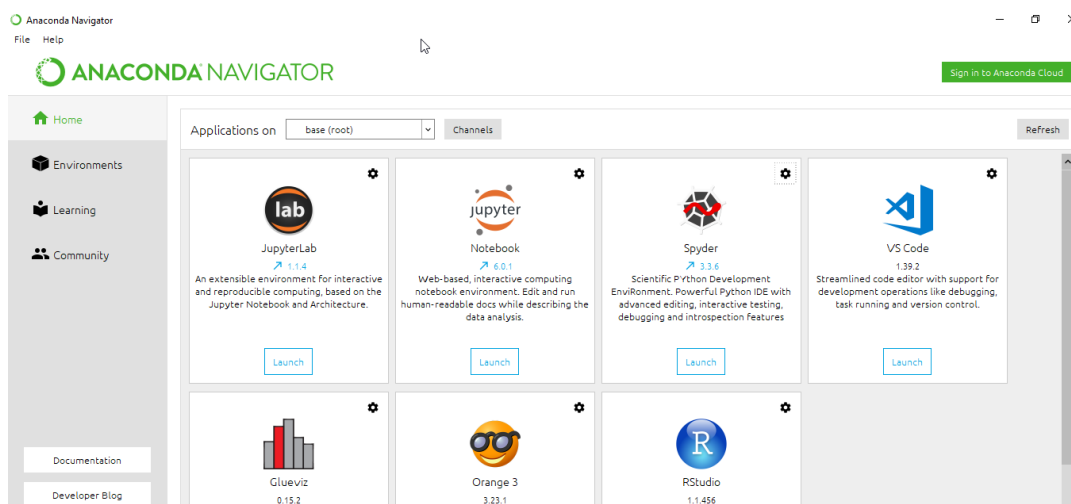 Anaconda Navigator
File Help
ANACONDA NAVIGATOR
Sign in to Anaconda Cloud
Home
Environments
Learning
Community
Documentation
Developer Blog
Applications on base (root) Channels Refresh
lab
JupyterLab
1.1.4
An extensible environment for interactive
and reproducible computing, based on the
Jupyter Notebook and Architecture.
Launch
jupyter
Notebook
6.0.1
Web-based, interactive computing
notebook environment. Edit and run
human-readable docs while describing the
data analysis.
Launch
Spyder
3.3.6
Scientific PYthon Development
EnviRonment. Powerful Python IDE with
advanced editing, interactive testing,
debugging and introspection features
Launch
VS Code
1.39.2
Streamlined code editor with support for
development operations like debugging,
task running and version control.
Launch
Glueviz
0.15.2
Orange 3
3.23.1
R
RStudio
1.1.456